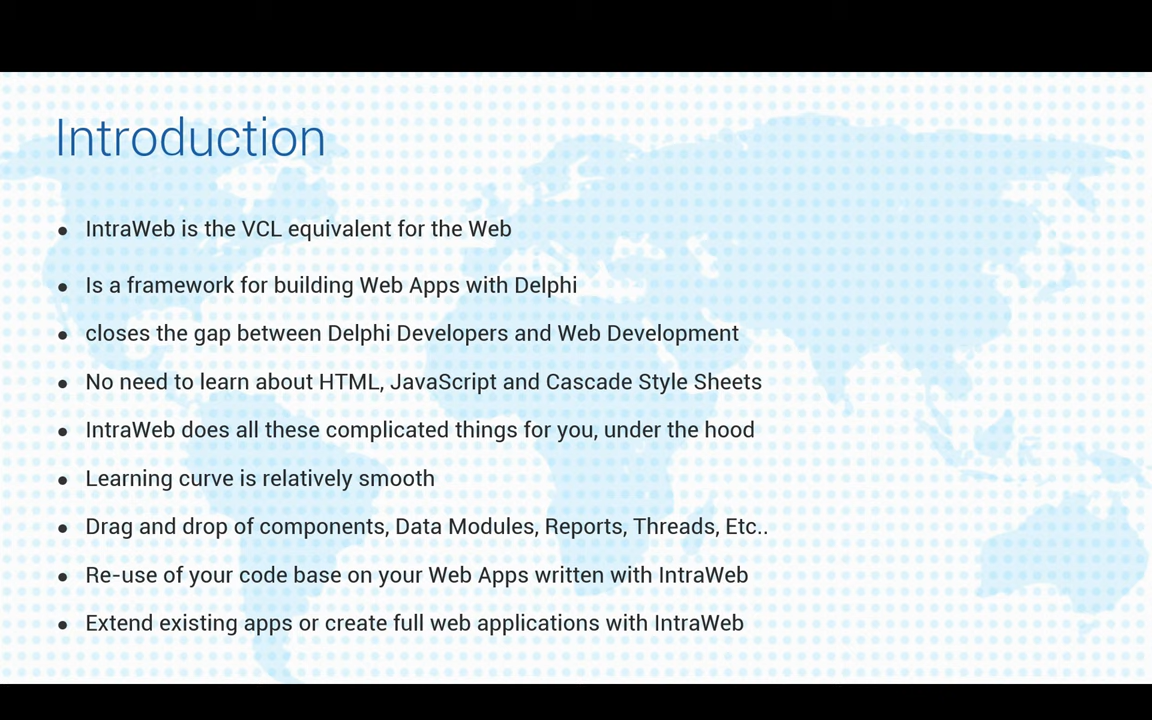 Introduction
• IntraWeb is the VCL equivalent for the Web
• Is a framework for building Web Apps with Delphi
• closes the gap between Delphi Developers and Web Development
• No need to learn about HTML, JavaScript and Cascade Style Sheets
• IntraWeb does all these complicated things for you, under the hood
• Learning curve is relatively smooth
• Drag and drop of components, Data Modules, Reports, Threads, Etc..
• Re-use of your code base on your Web Apps written with IntraWeb
• Extend existing apps or create full web applications with IntraWeb